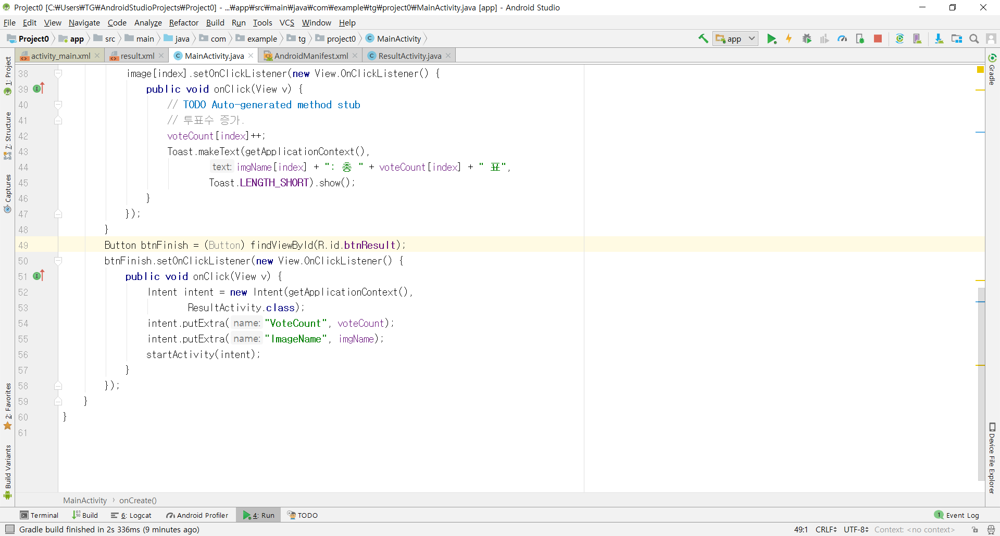 Project0 [C:₩Users₩TG₩AndroidStudioProjects₩Project0] - ...₩app₩src₩main₩java₩com₩example₩tg₩project0₩MainActivity.java [app] - Android Studio
File Edit View Navigate Code Analyze Refactor Build Run Tools VCS Window Help
Project0 app src main java com example tg project0 MainActivity app
activity_main.xml result.xml MainActivity.java AndroidManifest.xml ResultActivity.java
1: Project
7: Structure
Captures
2: Favorites
Build Variants
38 image[index].setOnClickListener(new View.OnClickListener() {
39 public void onClick(View v) {
40 // TODO Auto-generated method stub
41 // 투표수 증가.
42 voteCount[index]++;
43 Toast.makeText(getApplicationContext(),
44 text: imgName[index] + ": 총 " + voteCount[index] + " 표",
45 Toast.LENGTH_SHORT).show();
46 }
47 });
48 }
49 Button btnFinish = (Button) findViewById(R.id.btnResult);
50 btnFinish.setOnClickListener(new View.OnClickListener() {
51 public void onClick(View v) {
52 Intent intent = new Intent(getApplicationContext(),
53 ResultActivity.class);
54 intent.putExtra( name: "VoteCount", voteCount);
55 intent.putExtra( name: "ImageName", imgName);
56 startActivity(intent);
57 }
58 });
59 }
60 }
61
Gradle
Device File Explorer
MainActivity › onCreate()
Terminal Build 6: Logcat Android Profiler 4: Run TODO 1 Event Log
Gradle build finished in 2s 336ms (9 minutes ago) 49:1 CRLF UTF-8 Context: <no context>